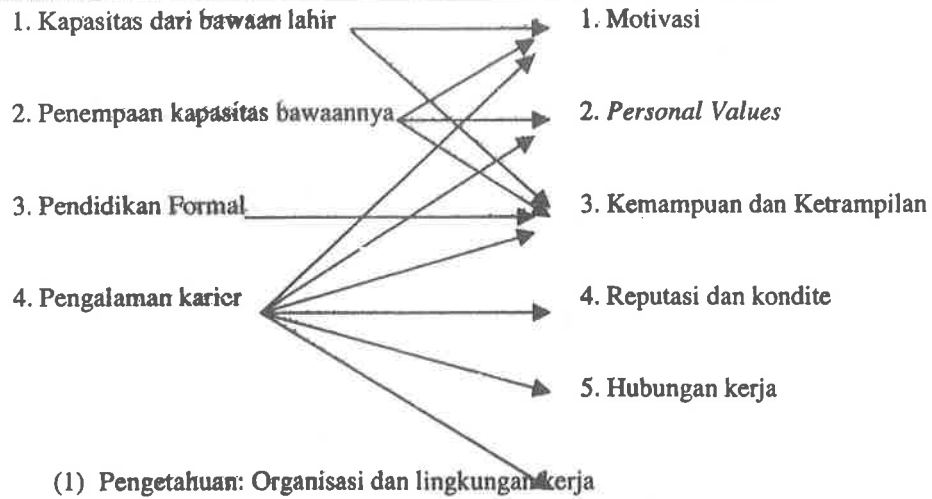 1. Kapasitas dari bawaan lahir
1. Motivasi
2. Penempaan kapasitas bawaannya
2. Personal Values
3. Pendidikan Formal
3. Kemampuan dan Ketrampilan
4. Pengalaman karier
4. Reputasi dan kondite
5. Hubungan kerja
(1) Pengetahuan: Organisasi dan lingkungan kerja